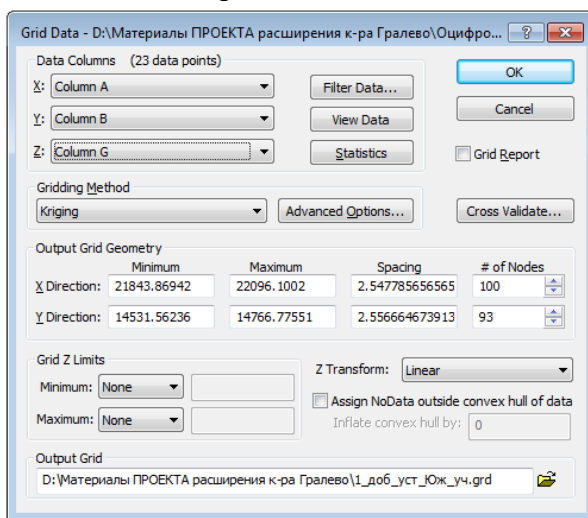 Grid Data - D:\Материалы ПРОЕКТА расширения к-ра Гралево\Оцифро...
Data Columns (23 data points)
X: Column A
Filter Data...
OK
Y: Column B
View Data
Cancel
Z: Column G
Statistics
Grid Report
Gridding Method
Kriging
Advanced Options...
Cross Validate...
Output Grid Geometry
Minimum Maximum Spacing # of Nodes
X Direction: 21843.86942 22096.1002 2.547785656565 100
Y Direction: 14531.56236 14766.77551 2.556664673913 93
Grid Z Limits
Z Transform: Linear
Minimum: None
Assign NoData outside convex hull of data
Maximum: None
Inflate convex hull by: 0
Output Grid
D:\Материалы ПРОЕКТА расширения к-ра Гралево\1_доб_уст_Юж_уч.grd